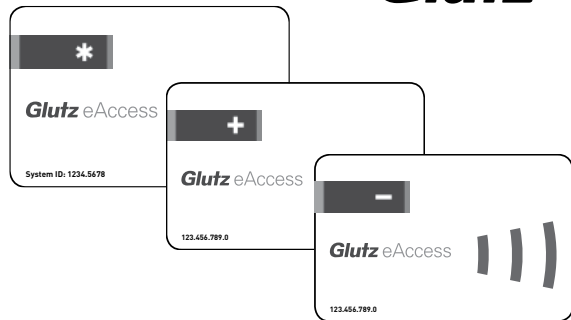 Glutz
*
Glutz eAccess
System ID: 1234.5678
+
Glutz eAccess
123.456.789.0
-
Glutz eAccess
123.456.789.0